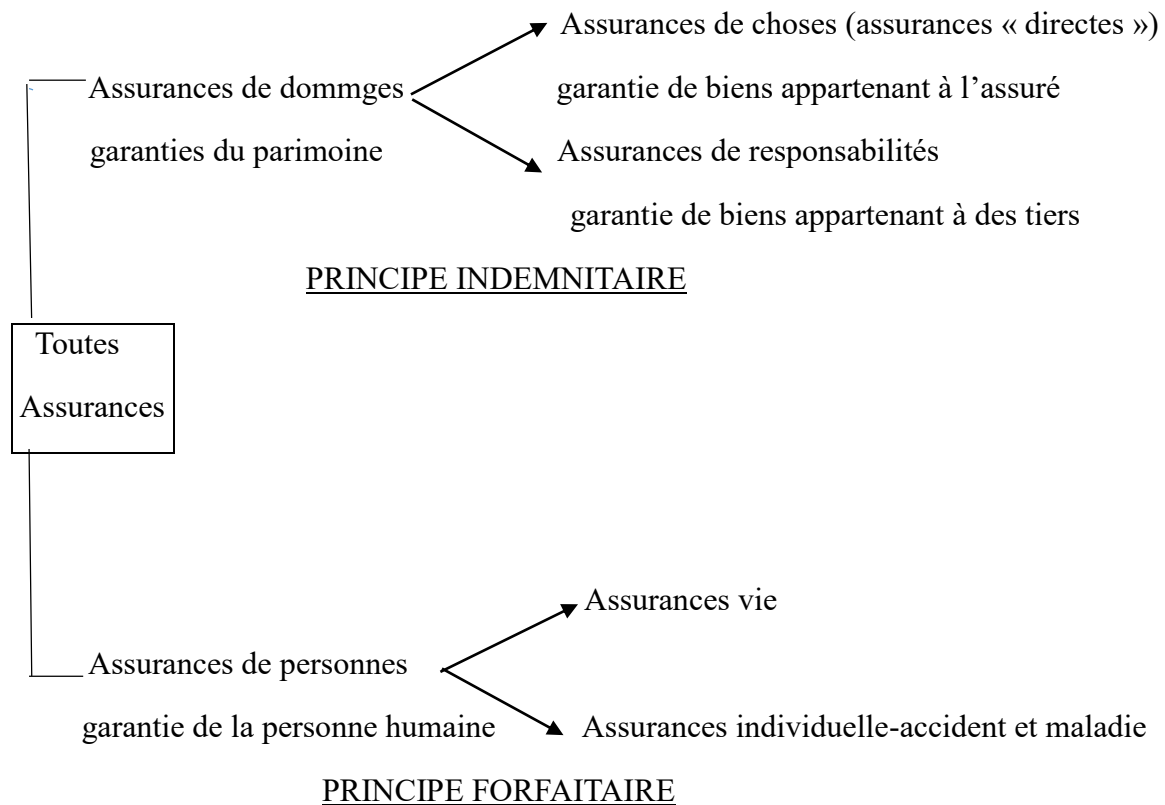 Assurances de choses (assurances « directes »)
Assurances de dommges
garantie de biens appartenant à l’assuré
garanties du parimoine
Assurances de responsabilités
garantie de biens appartenant à des tiers
PRINCIPE INDEMNITAIRE
Toutes
Assurances
Assurances vie
Assurances de personnes
garantie de la personne humaine
Assurances individuelle-accident et maladie
PRINCIPE FORFAITAIRE